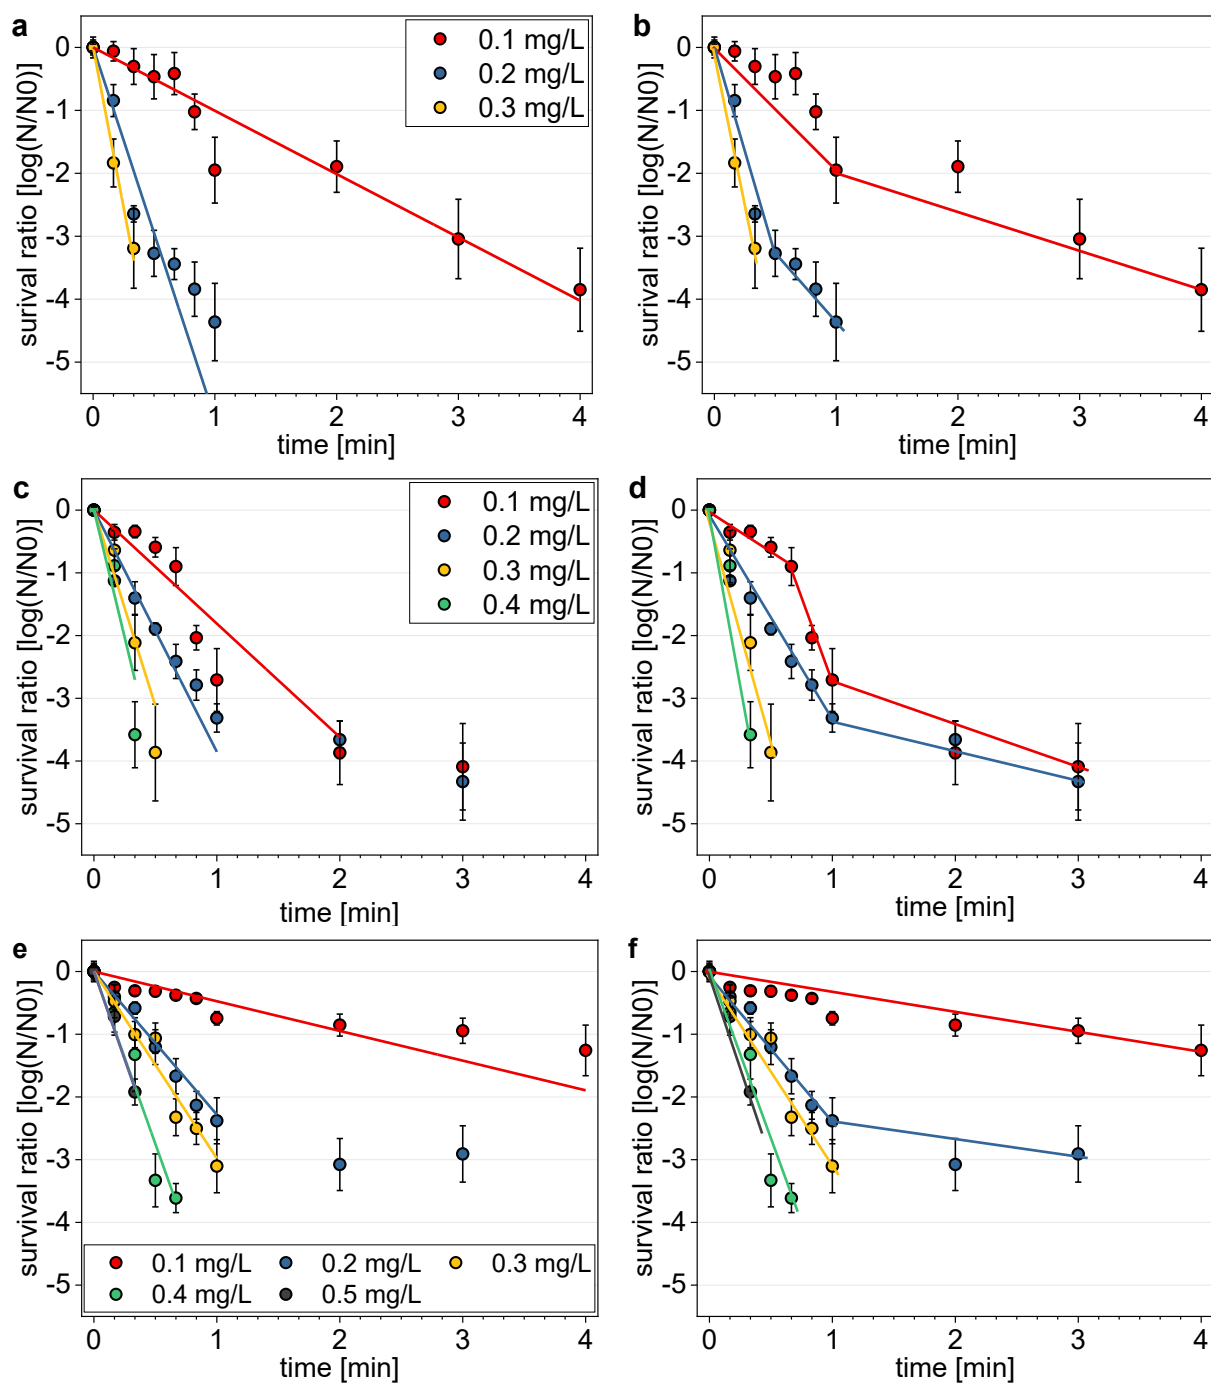 a
0.1 mg/L
0.2 mg/L
0.3 mg/L
surival ratio [log(N/N0)]
0
-1
-2
-3
-4
-5
0 1 2 3 4
time [min]
b
surival ratio [log(N/N0)]
0
-1
-2
-3
-4
-5
0 1 2 3 4
time [min]
c
0.1 mg/L
0.2 mg/L
0.3 mg/L
0.4 mg/L
survival ratio [log(N/N0)]
0
-1
-2
-3
-4
-5
0 1 2 3 4
time [min]
d
survival ratio [log(N/N0)]
0
-1
-2
-3
-4
-5
0 1 2 3 4
time [min]
e
survival ratio [log(N/N0)]
0
-1
-2
-3
-4
-5
0.1 mg/L 0.2 mg/L 0.3 mg/L
0.4 mg/L 0.5 mg/L
0 1 2 3 4
time [min]
f
survival ratio [log(N/N0)]
0
-1
-2
-3
-4
-5
0 1 2 3 4
time [min]